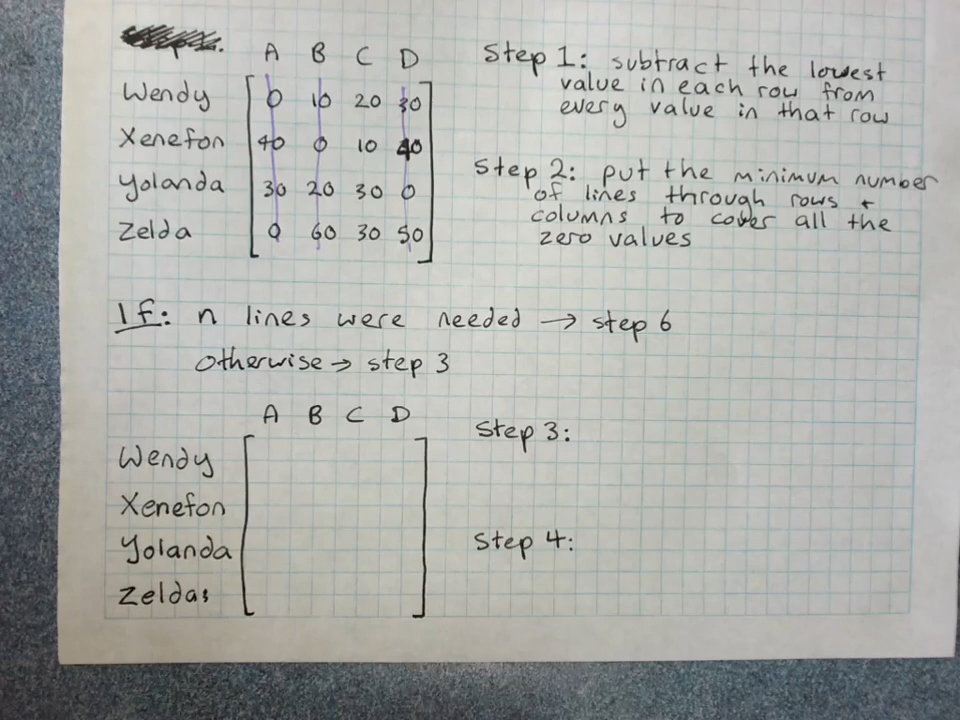 A B C D
Wendy 0 10 20 30
Xenefon 40 0 10 40
Yolanda 30 20 30 0
Zelda 0 60 30 50
Step 1: subtract the lowest
value in each row from
every value in that row
Step 2: put the minimum number
of lines through rows +
columns to cover all the
zero values
If: n lines were needed → step 6
Otherwise → step 3
A B C D
Wendy
Xenefon
Yolanda
Zeldas
Step 3:
Step 4: